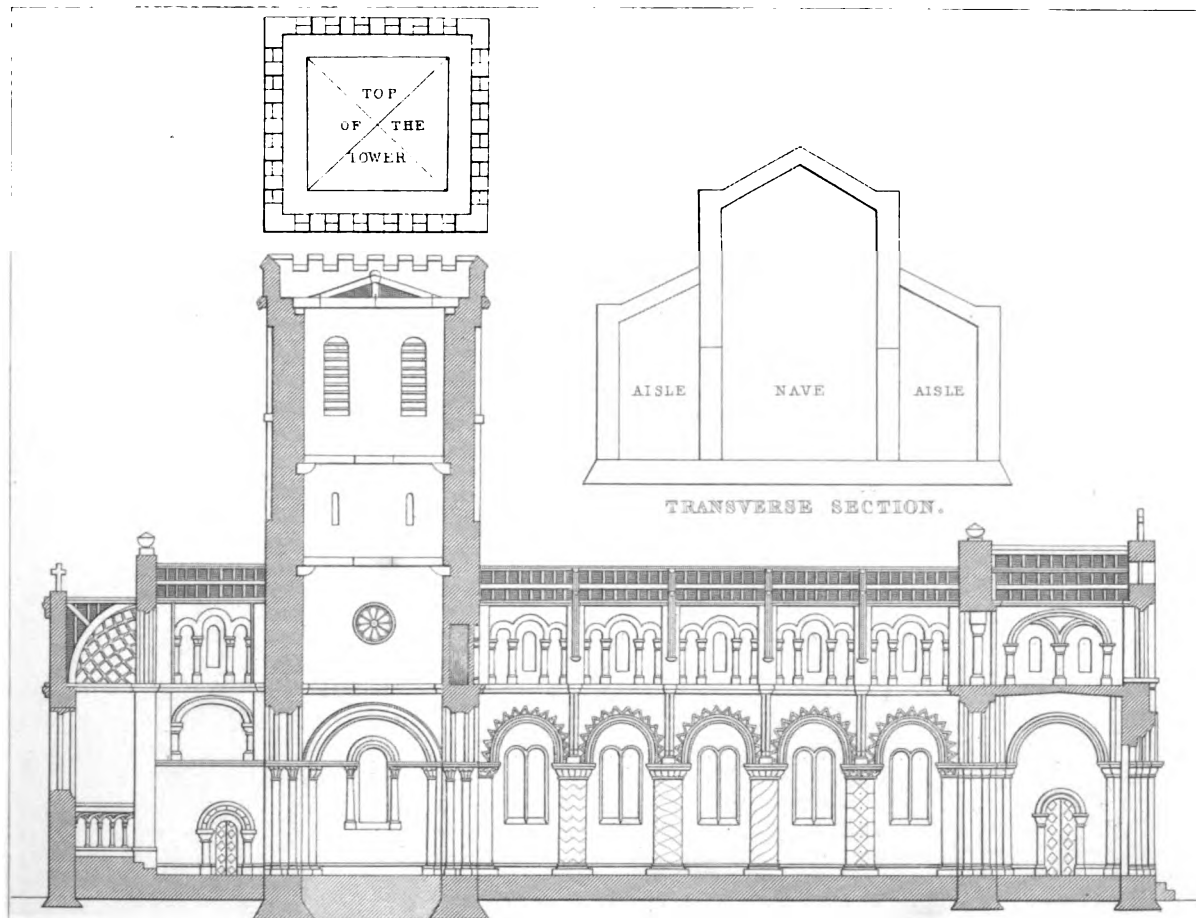 TOP
OF THE
TOWER
AISLE
NAVE
AISLE
TRANSVERSE SECTION.